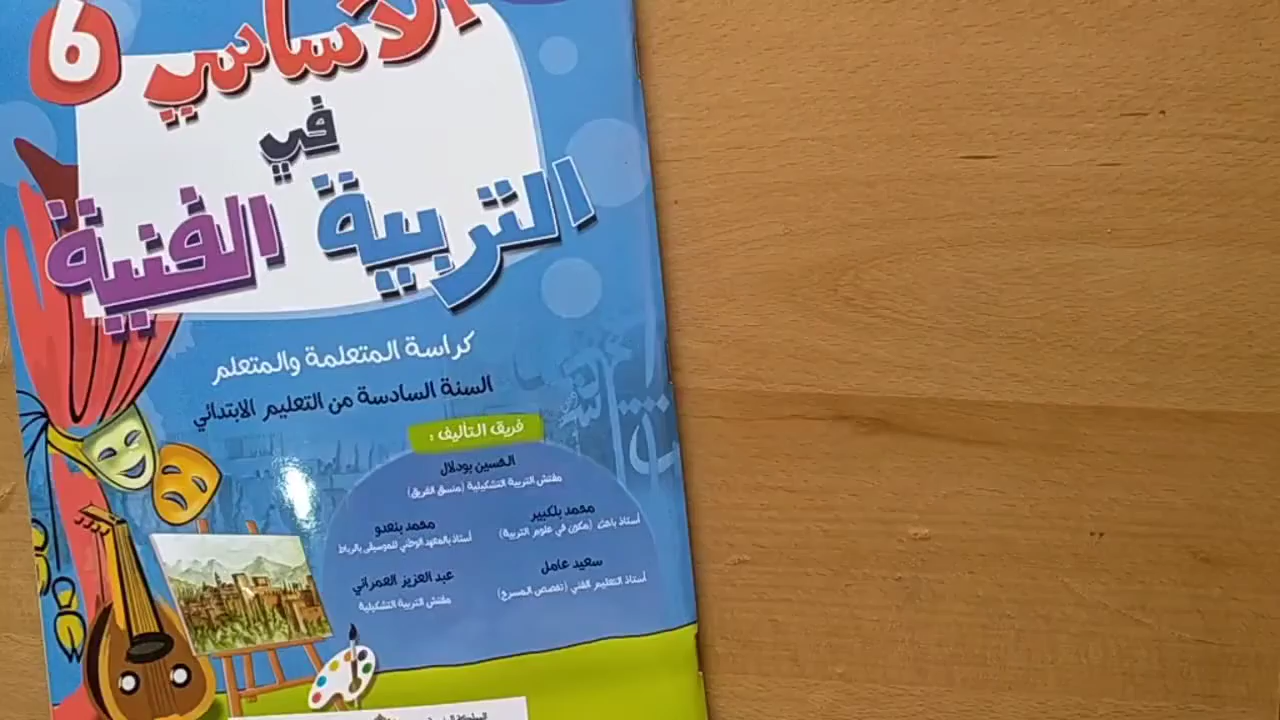 الأساسي 6
في
التربية الفنية
كراسة المتعلمة والمتعلم
السنة السادسة من التعليم الابتدائي
فريق التأليف :
الحسين بودلال
مفتش التربية التشكيلية (منسق الفريق)
محمد بلكبير
أستاذ باحث (مكون في علوم التربية)
محمد بنعدو
أستاذ بالمعهد الوطني للموسيقى بالرباط
سعيد عامل
أستاذ التعليم الفني (تخصص المسرح)
عبد العزيز العمراني
مفتش التربية التشكيلية